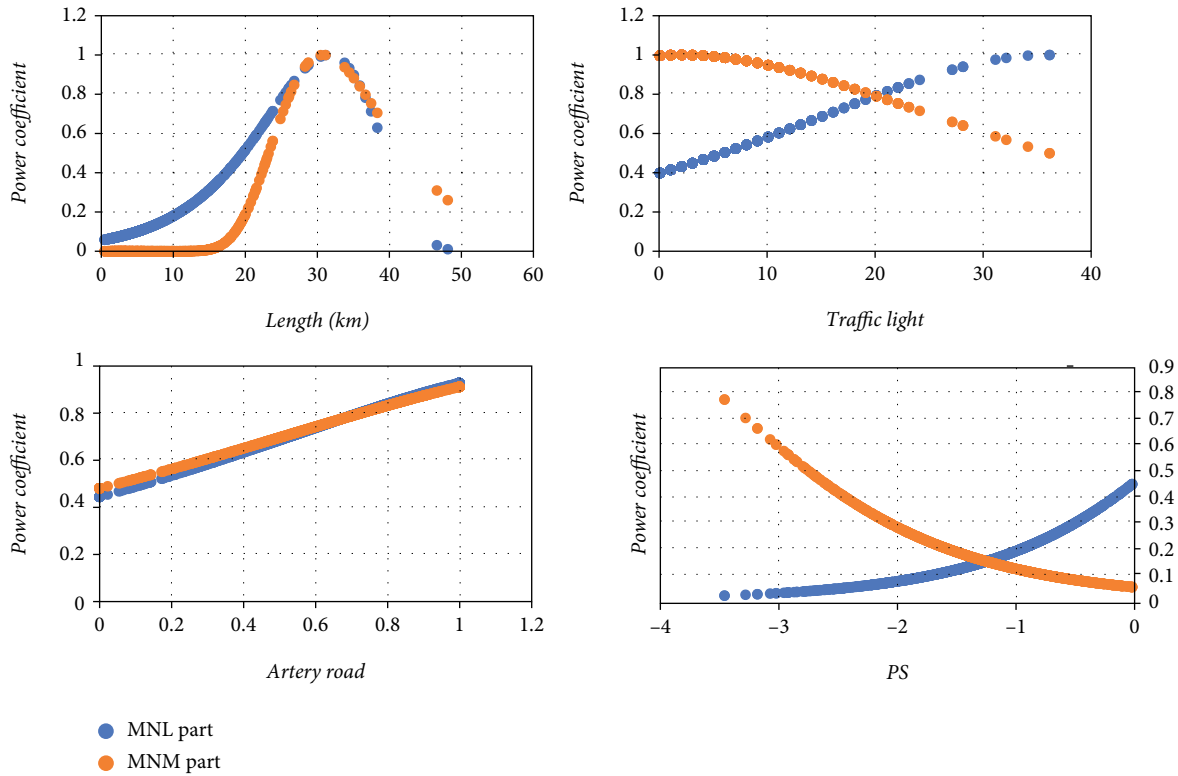 1.2
1
0.8
0.6
0.4
0.2
0
Power coefficient
0 10 20 30 40 50 60
Length (km)
1.2
1
0.8
0.6
0.4
0.2
0
Power coefficient
0 10 20 30 40
Traffic light
1
0.8
0.6
0.4
0.2
0
Power coefficient
0 0.2 0.4 0.6 0.8 1 1.2
Artery road
0.9
0.8
0.7
0.6
0.5
0.4
0.3
0.2
0.1
0
Power coefficient
–4 –3 –2 –1 0
PS
MNL part
MNM part